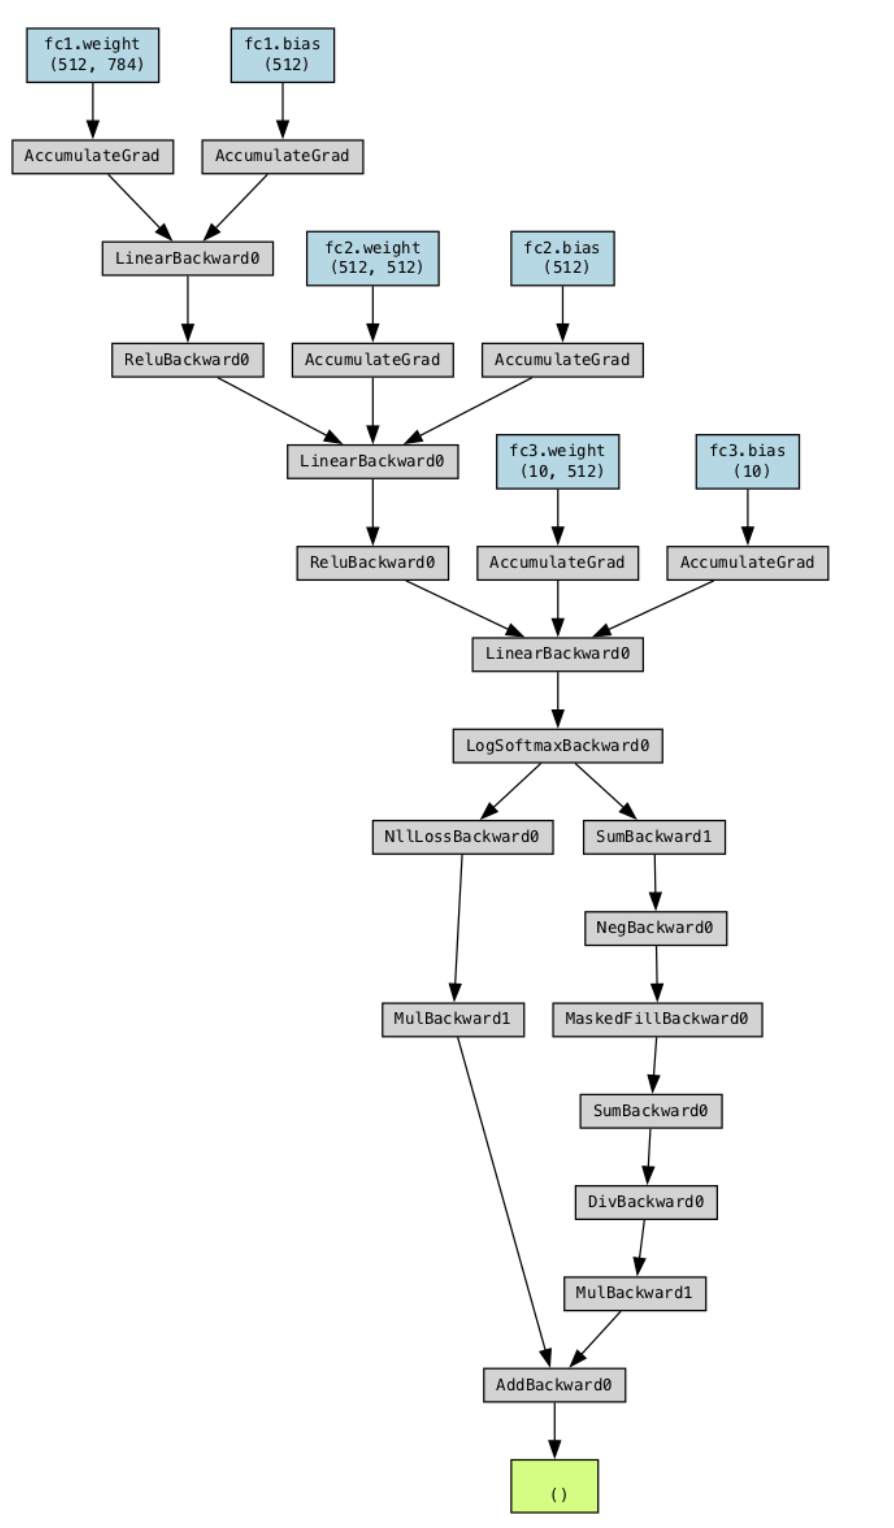 fc1.weight
(512, 784)
fc1.bias
(512)
AccumulateGrad
AccumulateGrad
LinearBackward0
fc2.weight
(512, 512)
fc2.bias
(512)
ReluBackward0
AccumulateGrad
AccumulateGrad
LinearBackward0
fc3.weight
(10, 512)
fc3.bias
(10)
ReluBackward0
AccumulateGrad
AccumulateGrad
LinearBackward0
LogSoftmaxBackward0
NllLossBackward0
SumBackward1
NegBackward0
MulBackward1
MaskedFillBackward0
SumBackward0
DivBackward0
MulBackward1
AddBackward0
()